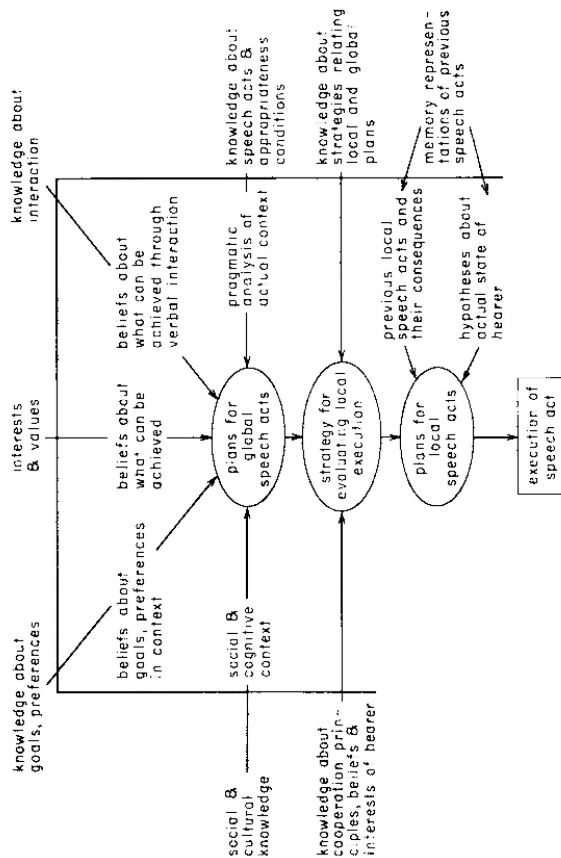 knowledge about
goals, preferences
interests
& values
knowledge about
interaction
beliefs about
goals, preferences
in context
beliefs about
what can be
achieved
beliefs about
what can be
achieved through
verbal interaction
social &
cultural
knowledge
social &
cognitive
context
plans for
global
speech acts
pragmatic
analysis of
actual context
knowledge about
speech acts &
appropriateness
conditions
knowledge about
cooperation prin-
ciples, beliefs &
interests of hearer
strategy for
evaluating local
execution
knowledge about
strategies relating
local and global
plans
plans for
local
speech acts
previous local
speech acts and
their consequences
hypotheses about
actual state of
hearer
memory represen-
tations of previous
speech acts
execution of
speech act